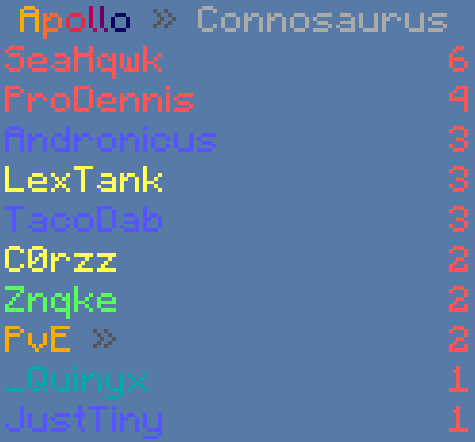 Apollo » Connosaurus
SeaHqwk 6
ProDennis 4
Andronicus 3
LexTank 3
TacoDab 3
C0rzz 2
Znqke 2
PvE » 2
_Quinyx 1
JustTiny 1